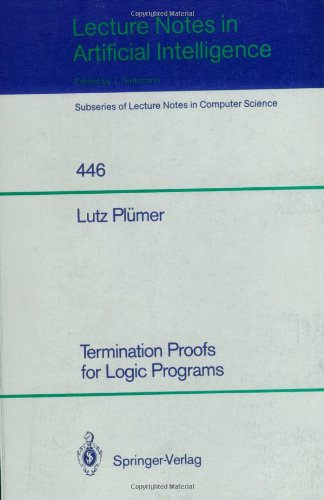 Lecture Notes in
Artificial Intelligence
Edited by J. Siekmann
Subseries of Lecture Notes in Computer Science
446
Lutz Plümer
Termination Proofs
for Logic Programs
Springer-Verlag